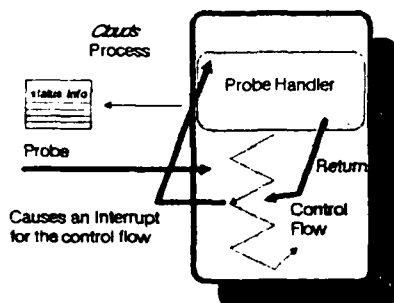 Clouds
Process
Probe Handler
status info
Probe
Return
Causes an Interrupt
for the control flow
Control
Flow